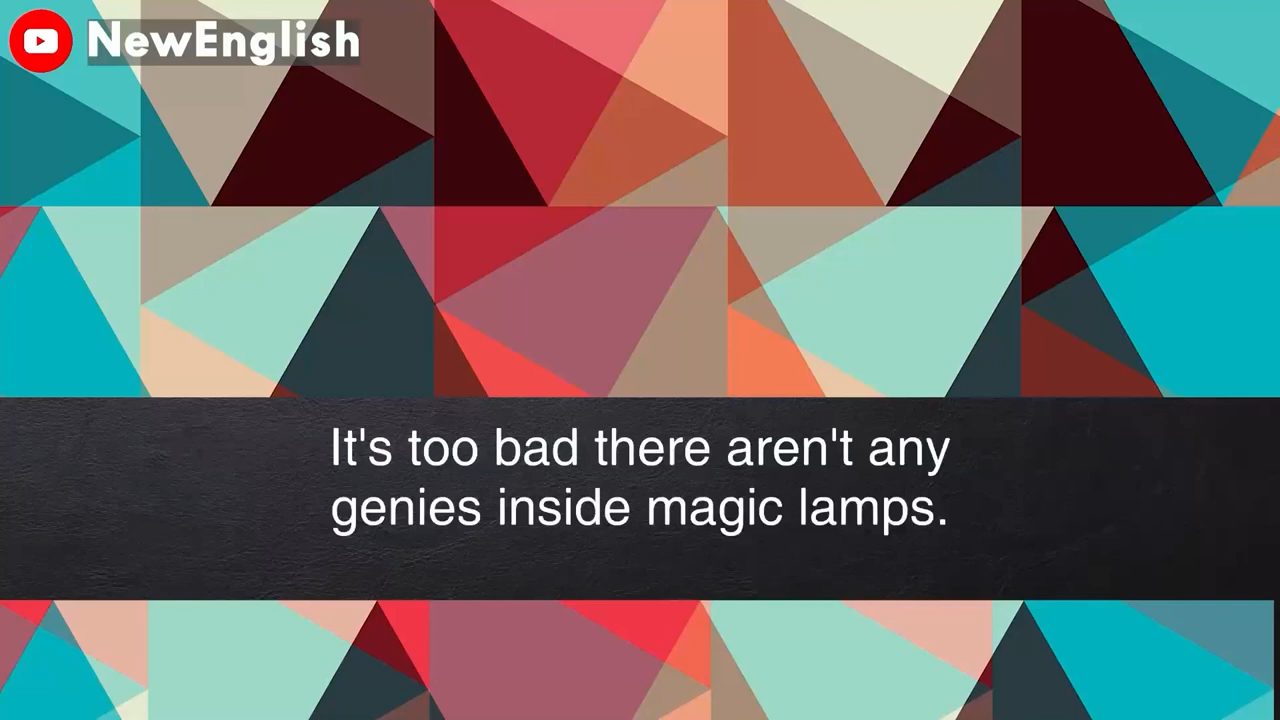 NewEnglish
It's too bad there aren't any
genies inside magic lamps.